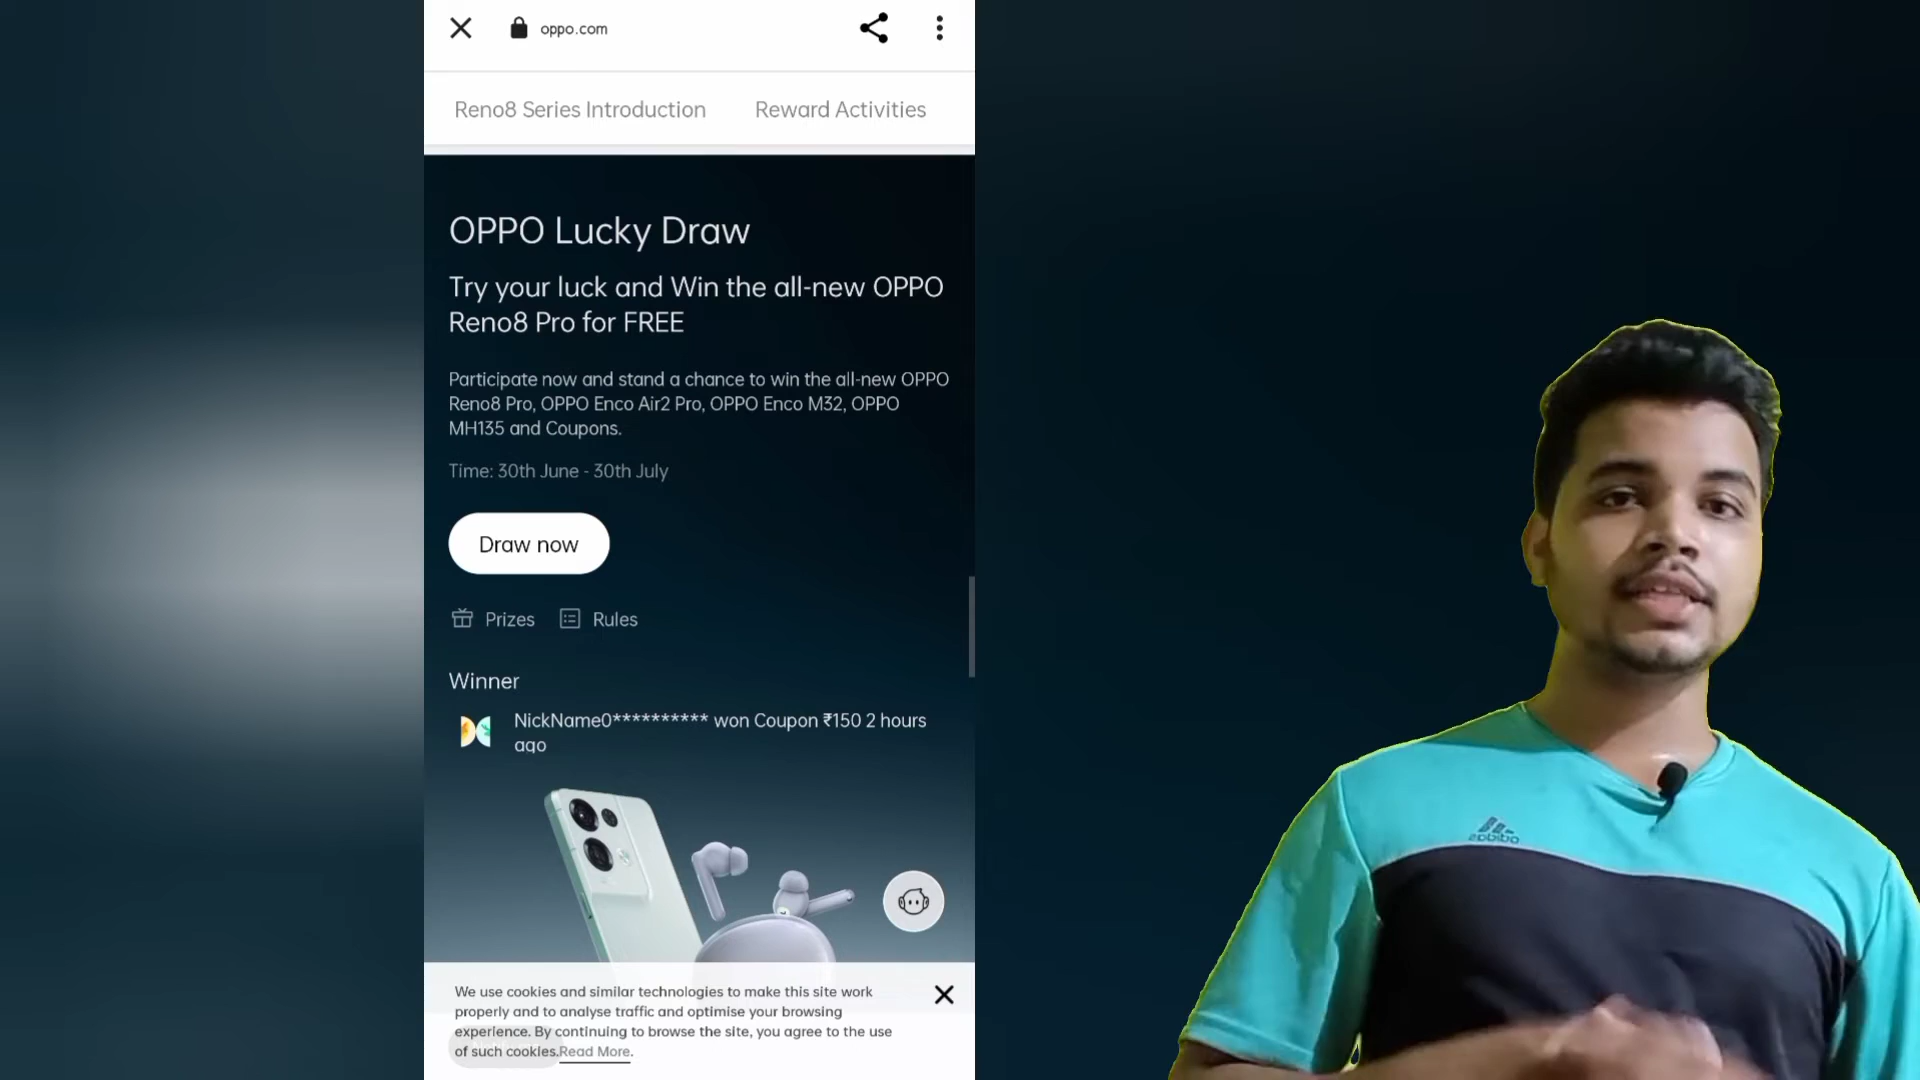 oppo.com
Reno8 Series Introduction Reward Activities
OPPO Lucky Draw
Try your luck and Win the all-new OPPO
Reno8 Pro for FREE
Participate now and stand a chance to win the all-new OPPO
Reno8 Pro, OPPO Enco Air2 Pro, OPPO Enco M32, OPPO
MH135 and Coupons.
Time: 30th June - 30th July
Draw now
Prizes Rules
Winner
NickName0********** won Coupon ₹150 2 hours
ago
We use cookies and similar technologies to make this site work
properly and to analyse traffic and optimise your browsing
experience. By continuing to browse the site, you agree to the use
of such cookies.Read More.
adidas